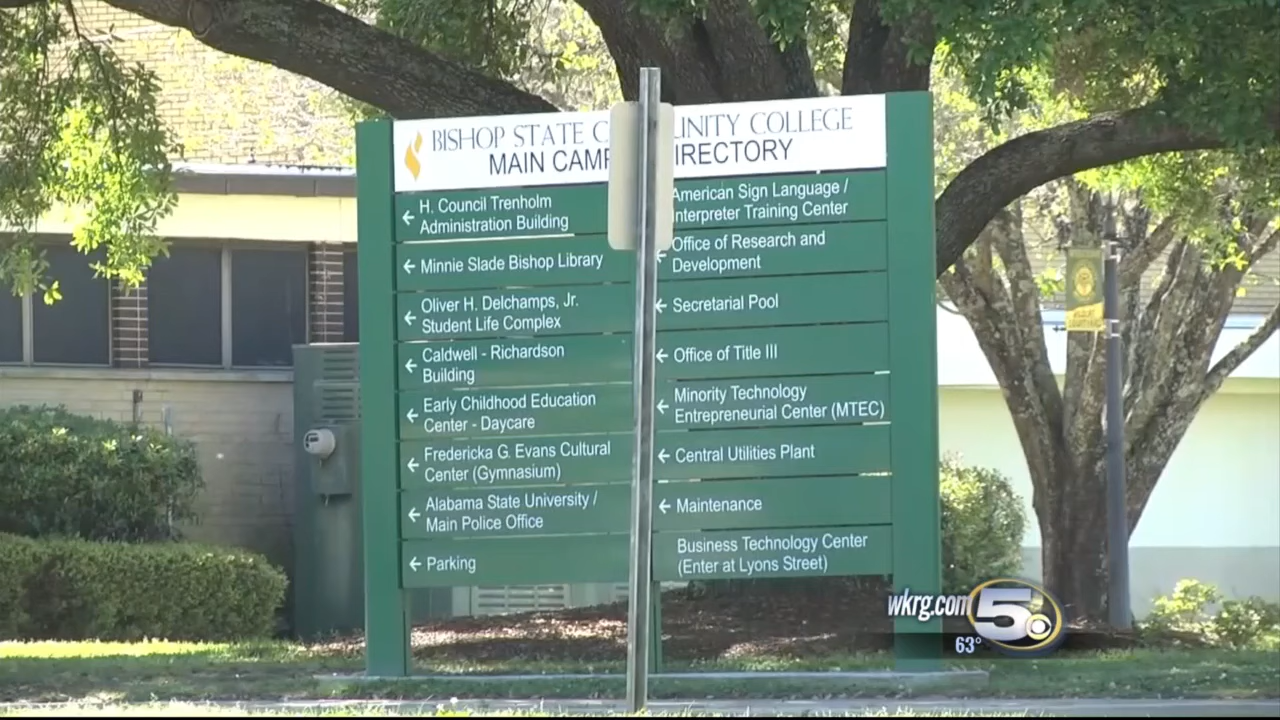 BISHOP STATE C UNITY COLLEGE
MAIN CAM DIRECTORY
H. Council Trenholm
Administration Building
Minnie Slade Bishop Library
Oliver H. Delchamps, Jr.
Student Life Complex
Caldwell - Richardson
Building
Early Childhood Education
Center - Daycare
Fredericka G. Evans Cultural
Center (Gymnasium)
Alabama State University /
Main Police Office
Parking
American Sign Language /
Interpreter Training Center
Office of Research and
Development
Secretarial Pool
Office of Title III
Minority Technology
Entrepreneurial Center (MTEC)
Central Utilities Plant
Maintenance
Business Technology Center
(Enter at Lyons Street)
wkrg.com 5
63°